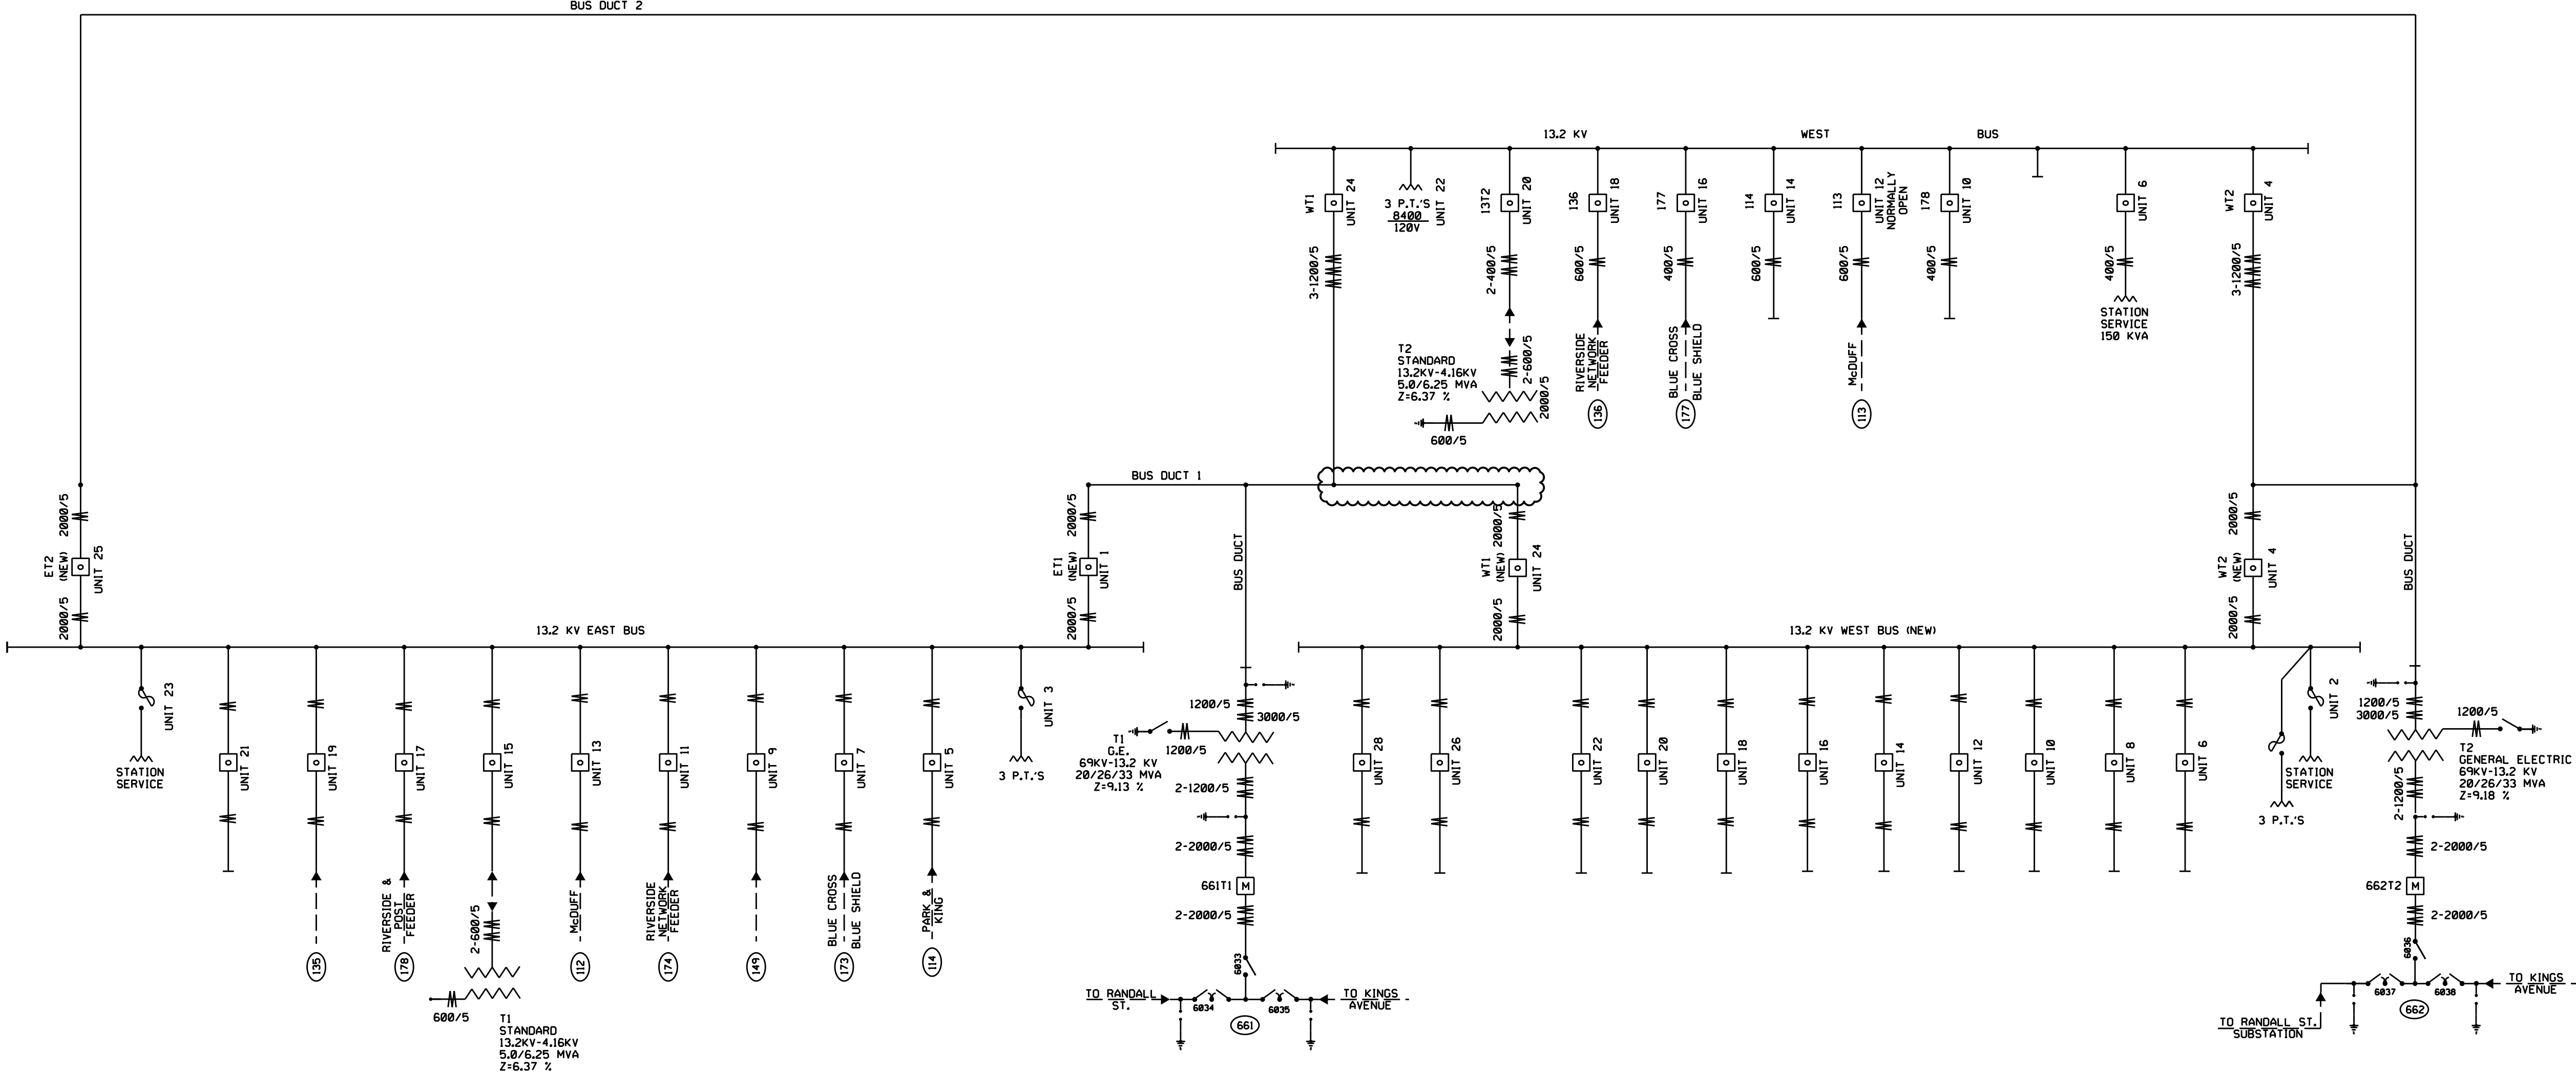 BUS DUCT 2
13.2 KV
WEST
BUS
WT1
UNIT 24
3-1200/5
3 P.T.'S
8400
120V
UNIT 22
13T2
UNIT 20
2-400/5
2-600/5
2000/5
T2
STANDARD
13.2KV-4.16KV
5.0/6.25 MVA
Z=6.37 %
600/5
136
UNIT 18
600/5
RIVERSIDE
NETWORK
FEEDER
136
177
UNIT 16
400/5
BLUE CROSS
BLUE SHIELD
177
114
UNIT 14
600/5
113
UNIT 12
NORMALLY
OPEN
600/5
McDUFF
113
178
UNIT 10
400/5
UNIT 6
400/5
STATION
SERVICE
150 KVA
WT2
UNIT 4
3-1200/5
BUS DUCT 1
2000/5
ET2
(NEW)
UNIT 25
2000/5
2000/5
ET1
(NEW)
UNIT 1
2000/5
BUS DUCT
2000/5
WT1
(NEW)
UNIT 24
2000/5
2000/5
WT2
(NEW)
UNIT 4
2000/5
BUS DUCT
13.2 KV EAST BUS
13.2 KV WEST BUS (NEW)
UNIT 23
STATION
SERVICE
UNIT 21
UNIT 19
135
UNIT 17
RIVERSIDE &
POST
FEEDER
178
UNIT 15
2-600/5
600/5
T1
STANDARD
13.2KV-4.16KV
5.0/6.25 MVA
Z=6.37 %
UNIT 13
McDUFF
112
UNIT 11
RIVERSIDE
NETWORK
FEEDER
174
UNIT 9
149
UNIT 7
BLUE CROSS
BLUE SHIELD
173
UNIT 5
PARK &
KING
114
UNIT 3
3 P.T.'S
1200/5
3000/5
1200/5
T1
G.E.
69KV-13.2 KV
20/26/33 MVA
Z=9.13 %
2-1200/5
2-2000/5
661T1
M
2-2000/5
6033
TO RANDALL
ST.
6034
6035
TO KINGS
AVENUE
661
UNIT 28
UNIT 26
UNIT 22
UNIT 20
UNIT 18
UNIT 16
UNIT 14
UNIT 12
UNIT 10
UNIT 8
UNIT 6
UNIT 2
STATION
SERVICE
3 P.T.'S
1200/5
3000/5
1200/5
T2
GENERAL ELECTRIC
69KV-13.2 KV
20/26/33 MVA
Z=9.18 %
2-1200/5
2-2000/5
662T2
M
2-2000/5
6036
6037
6038
TO KINGS
AVENUE
662
TO RANDALL ST.
SUBSTATION